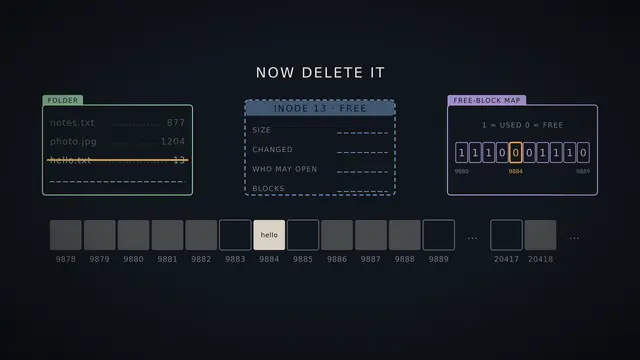 NOW DELETE IT
FOLDER
notes.txt 877
photo.jpg 1204
hello.txt 13
INODE 13 - FREE
SIZE
CHANGED
WHO MAY OPEN
BLOCKS
FREE-BLOCK MAP
1 = USED 0 = FREE
1 1 1 0 0 0 1 1 1 0
9880 9884 9889
hello
9878 9879 9880 9881 9882 9883 9884 9885 9886 9887 9888 9889 ... 20417 20418 ...